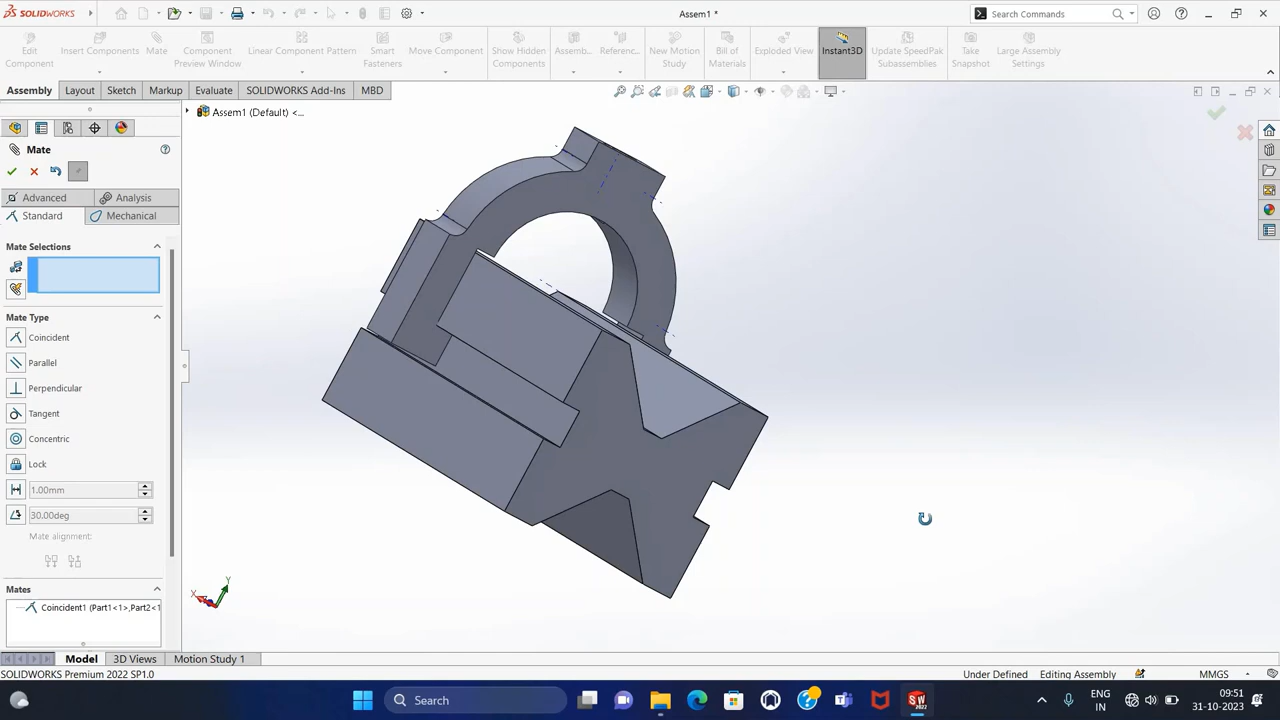 SOLIDWORKS
Assem1 *
Search Commands
Edit Component
Insert Components
Mate
Component Preview Window
Linear Component Pattern
Smart Fasteners
Move Component
Show Hidden Components
Assemb...
Referenc...
New Motion Study
Bill of Materials
Exploded View
Instant3D
Update SpeedPak Subassemblies
Take Snapshot
Large Assembly Settings
Assembly
Layout
Sketch
Markup
Evaluate
SOLIDWORKS Add-Ins
MBD
Assem1 (Default) <...
Mate
Advanced
Analysis
Standard
Mechanical
Mate Selections
Mate Type
Coincident
Parallel
Perpendicular
Tangent
Concentric
Lock
1.00mm
30.00deg
Mate alignment:
Mates
Coincident1 (Part1<1>,Part2<1
Y
X
Model
3D Views
Motion Study 1
SOLIDWORKS Premium 2022 SP1.0
Under Defined
Editing Assembly
MMGS
Search
ENG
IN
09:51
31-10-2023